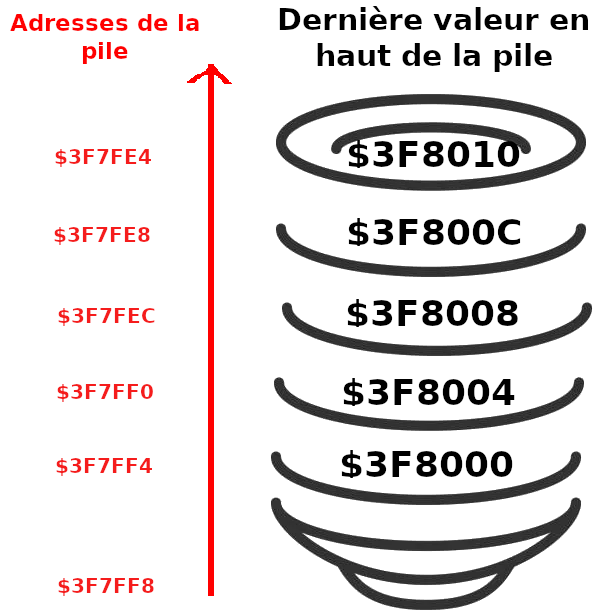 Adresses de la
pile
Dernière valeur en
haut de la pile
$3F7FE4
$3F8010
$3F7FE8
$3F800C
$3F7FEC
$3F8008
$3F7FF0
$3F8004
$3F7FF4
$3F8000
$3F7FF8